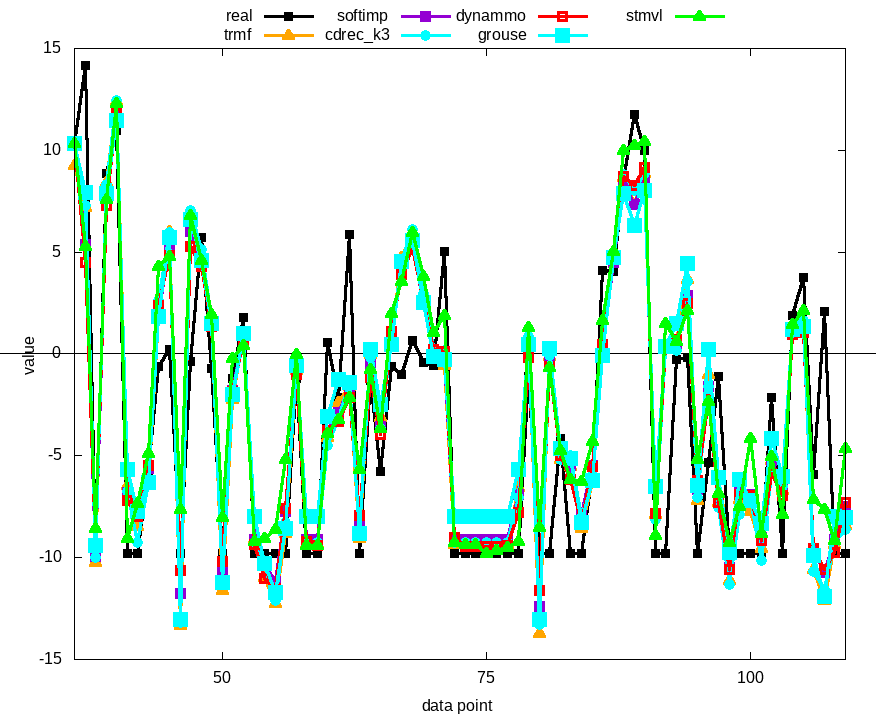 real softimp dynammo stmvl
trmf cdrec_k3 grouse
15
10
5
0
-5
-10
-15
value
50 75 100
data point